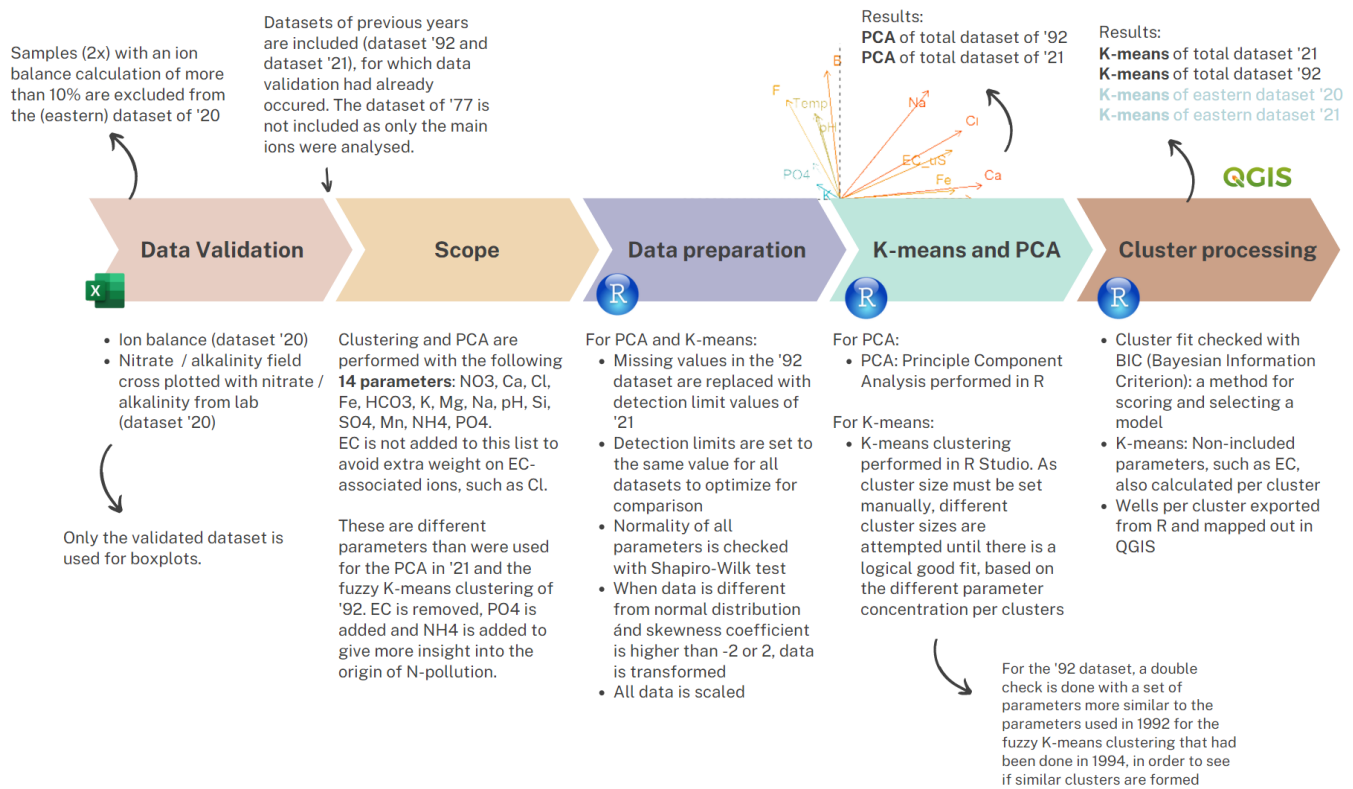 Samples (2x) with an ion
balance calculation of more
than 10% are excluded from
the (eastern) dataset of '20
Datasets of previous years
are included (dataset '92 and
dataset '21), for which data
validation had already
occured. The dataset of '77 is
not included as only the main
ions were analysed.
B
F
Temp
pH
Na
Cl
EC_uS
PO4
Fe
Ca
K
Results:
PCA of total dataset of '92
PCA of total dataset of '21
Results:
K-means of total dataset '21
K-means of total dataset '92
K-means of eastern dataset '20
K-means of eastern dataset '21
QGIS
Data Validation
Scope
Data preparation
K-means and PCA
Cluster processing
X
R
R
R
• Ion balance (dataset '20)
• Nitrate / alkalinity field
cross plotted with nitrate /
alkalinity from lab
(dataset '20)
Only the validated dataset is
used for boxplots.
Clustering and PCA are
performed with the following
14 parameters: NO3, Ca, Cl,
Fe, HCO3, K, Mg, Na, pH, Si,
SO4, Mn, NH4, PO4.
EC is not added to this list to
avoid extra weight on EC-
associated ions, such as Cl.
These are different
parameters than were used
for the PCA in '21 and the
fuzzy K-means clustering of
'92. EC is removed, PO4 is
added and NH4 is added to
give more insight into the
origin of N-pollution.
For PCA and K-means:
• Missing values in the '92
dataset are replaced with
detection limit values of
'21
• Detection limits are set to
the same value for all
datasets to optimize for
comparison
• Normality of all
parameters is checked
with Shapiro-Wilk test
• When data is different
from normal distribution
ánd skewness coefficient
is higher than -2 or 2, data
is transformed
• All data is scaled
For PCA:
• PCA: Principle Component
Analysis performed in R
For K-means:
• K-means clustering
performed in R Studio. As
cluster size must be set
manually, different
cluster sizes are
attempted until there is a
logical good fit, based on
the different parameter
concentration per clusters
For the '92 dataset, a double
check is done with a set of
parameters more similar to the
parameters used in 1992 for the
fuzzy K-means clustering that had
been done in 1994, in order to see
if similar clusters are formed
• Cluster fit checked with
BIC (Bayesian Information
Criterion): a method for
scoring and selecting a
model
• K-means: Non-included
parameters, such as EC,
also calculated per cluster
• Wells per cluster exported
from R and mapped out in
QGIS